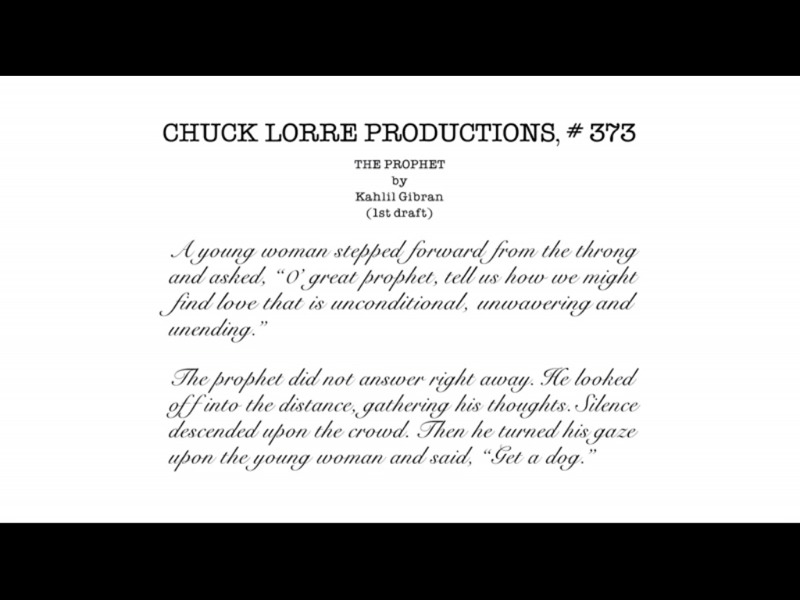 CHUCK LORRE PRODUCTIONS, # 373
THE PROPHET
by
Kahlil Gibran
(1st draft)
A young woman stepped forward from the throng
and asked, “O’ great prophet, tell us how we might
find love that is unconditional, unwavering and
unending.”
The prophet did not answer right away. He looked
off into the distance, gathering his thoughts. Silence
descended upon the crowd. Then he turned his gaze
upon the young woman and said, “Get a dog.”